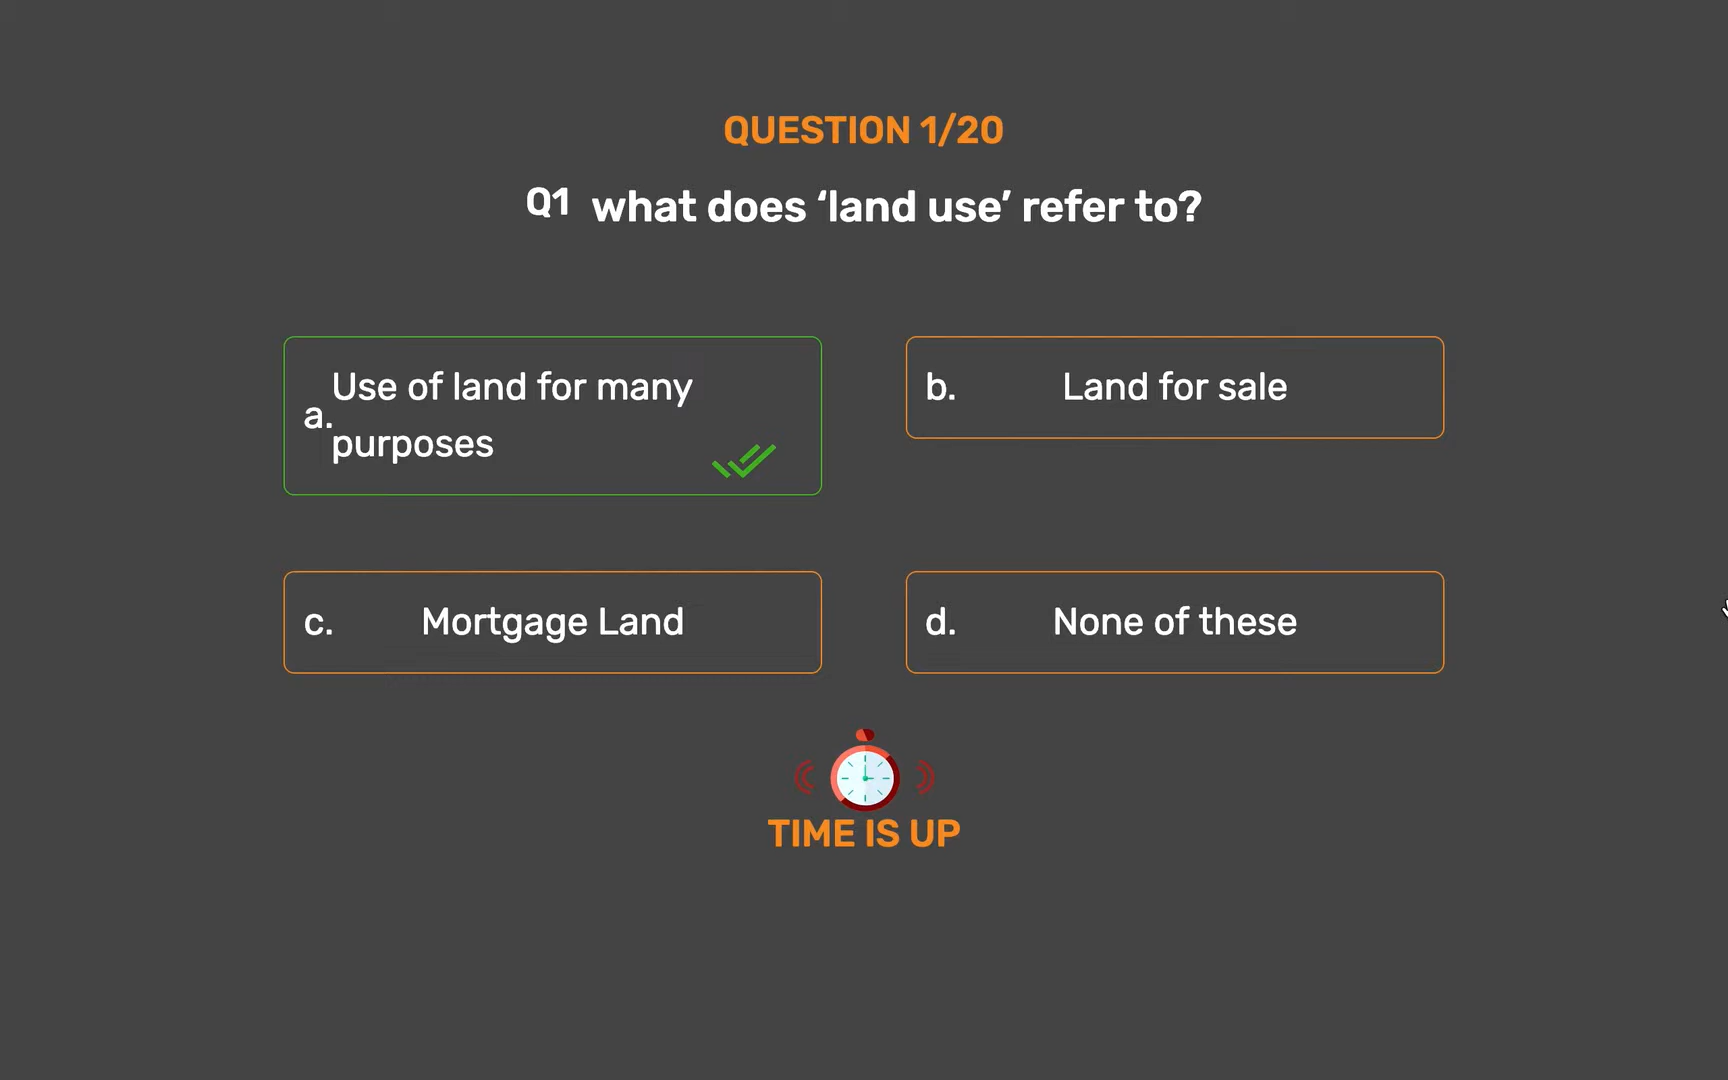 QUESTION 1/20
Q1 what does ‘land use’ refer to?
a. Use of land for many
purposes
b. Land for sale
c. Mortgage Land
d. None of these
TIME IS UP